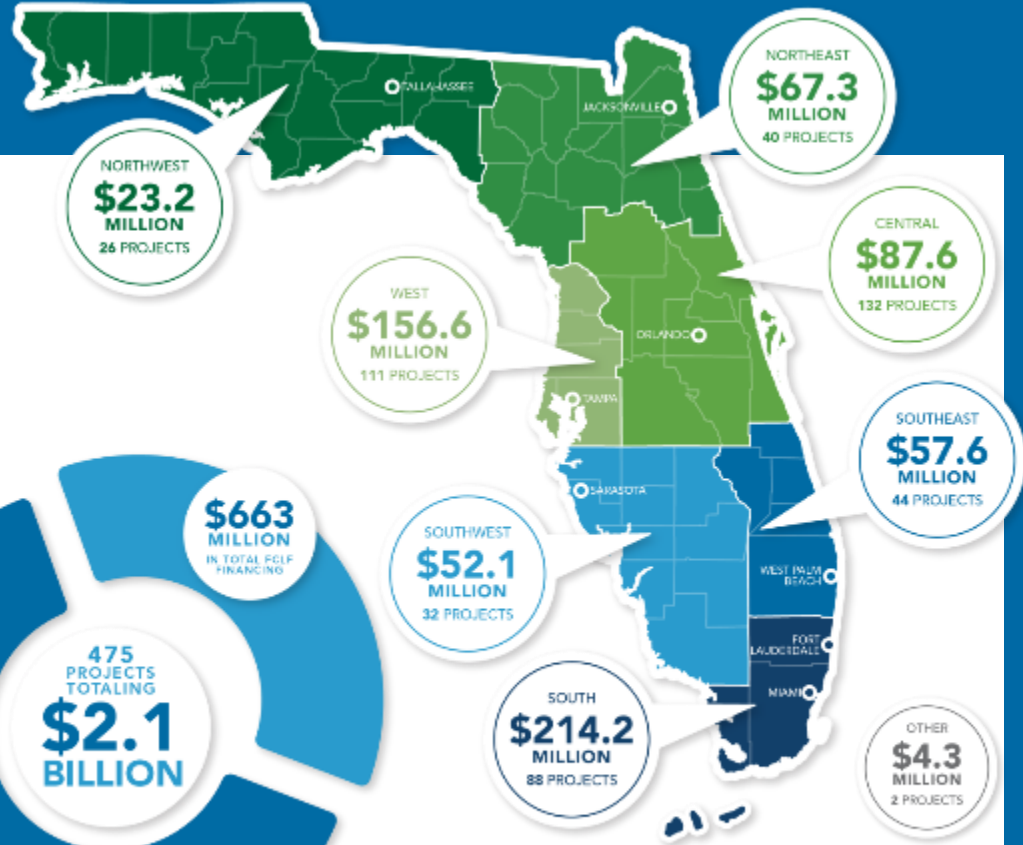 NORTHEAST
$67.3
MILLION
40 PROJECTS
TALLAHASSEE
JACKSONVILLE
NORTHWEST
$23.2
MILLION
26 PROJECTS
CENTRAL
$87.6
MILLION
132 PROJECTS
WEST
$156.6
MILLION
111 PROJECTS
ORLANDO
TAMPA
SOUTHEAST
$57.6
MILLION
44 PROJECTS
SARASOTA
$663
MILLION
IN TOTAL FCLF
FINANCING
SOUTHWEST
$52.1
MILLION
32 PROJECTS
WEST PALM
BEACH
FORT
LAUDERDALE
475
PROJECTS
TOTALING
$2.1
BILLION
SOUTH
$214.2
MILLION
88 PROJECTS
MIAMI
OTHER
$4.3
MILLION
2 PROJECTS